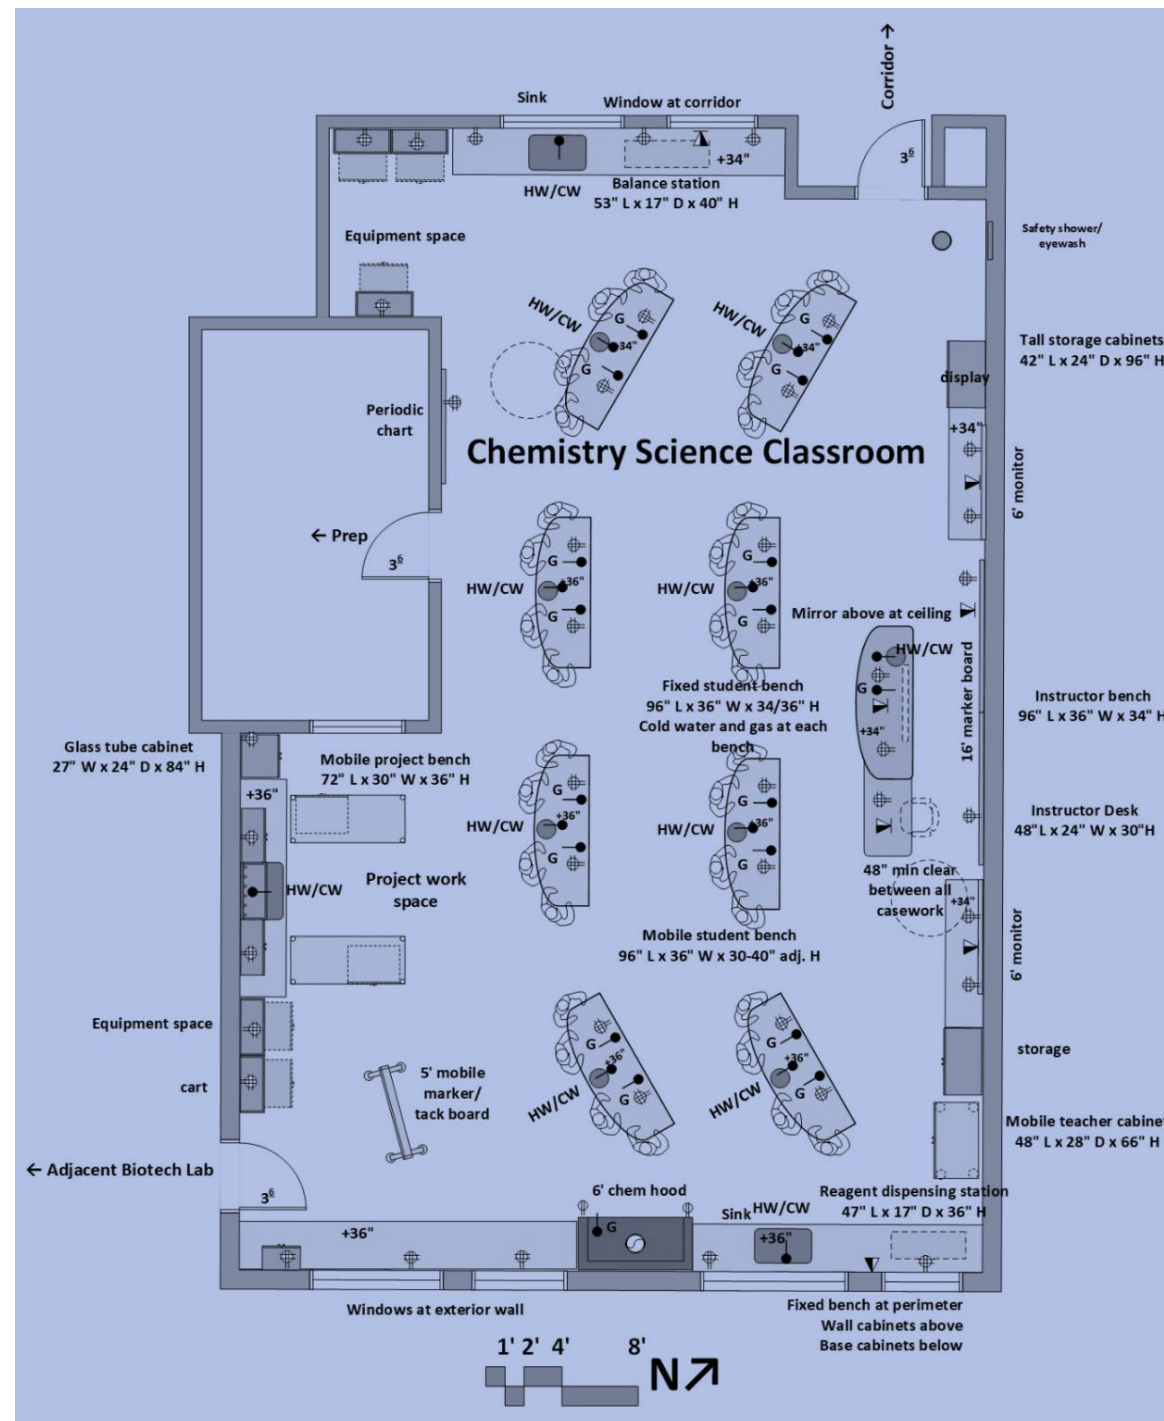 Corridor →
Sink
Window at corridor
3⁶
+34"
HW/CW
Balance station
53" L x 17" D x 40" H
Safety shower/
eyewash
Equipment space
HW/CW
G
+34"
G
HW/CW
G
+34"
G
Tall storage cabinets
42" L x 24" D x 96" H
display
Periodic
chart
+34"
Chemistry Science Classroom
6' monitor
← Prep
3⁶
HW/CW
G
+36"
G
HW/CW
G
+36"
G
Mirror above at ceiling
HW/CW
G
+34"
16' marker board
Fixed student bench
96" L x 36" W x 34/36" H
Cold water and gas at each
bench
Instructor bench
96" L x 36" W x 34" H
Glass tube cabinet
27" W x 24" D x 84" H
Mobile project bench
72" L x 30" W x 36" H
+36"
HW/CW
G
+36"
G
HW/CW
G
+36"
G
Instructor Desk
48"L x 24" W x 30"H
HW/CW
Project work
space
48" min clear
between all
casework
+34"
6' monitor
Mobile student bench
96" L x 36" W x 30-40" adj. H
Equipment space
cart
5' mobile
marker/
tack board
HW/CW
G
+36"
G
HW/CW
G
+36"
G
storage
Mobile teacher cabinet
48" L x 28" D x 66" H
← Adjacent Biotech Lab
3⁶
6' chem hood
G
Sink
HW/CW
Reagent dispensing station
47" L x 17" D x 36" H
+36"
+36"
Windows at exterior wall
Fixed bench at perimeter
Wall cabinets above
Base cabinets below
1' 2' 4' 8'
N↗